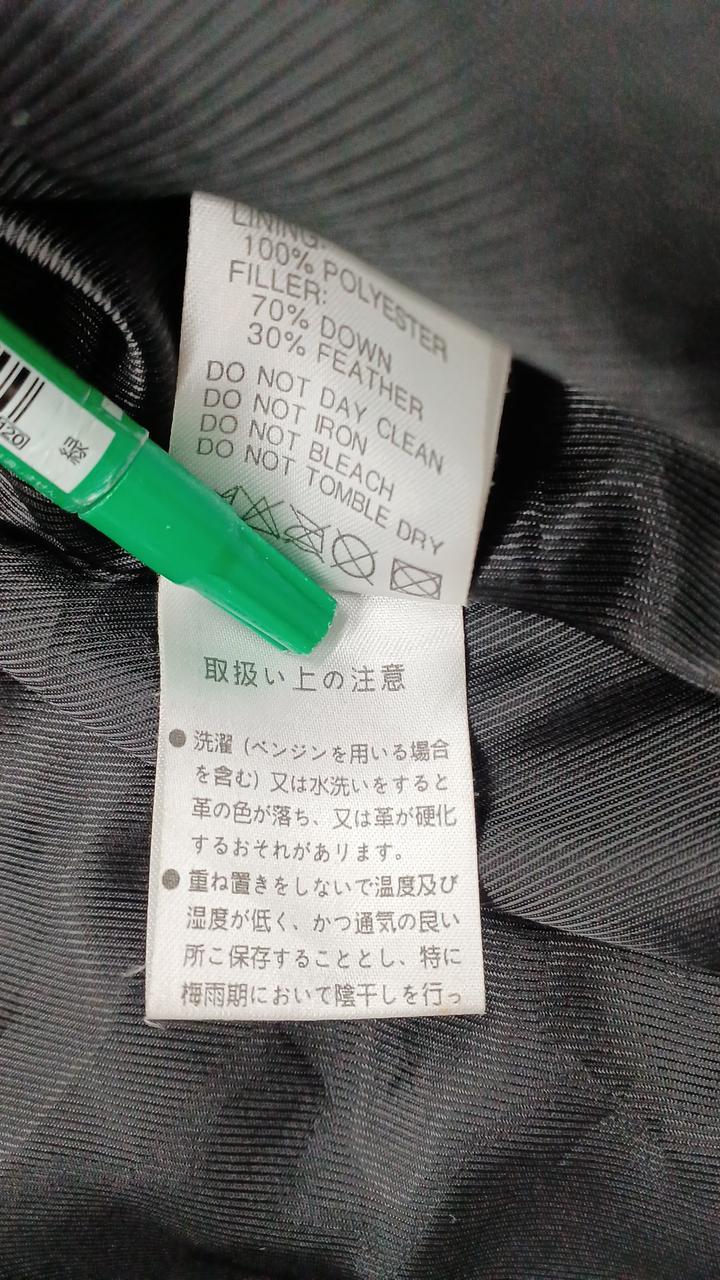 LINING:
100% POLYESTER
FILLER:
70% DOWN
30% FEATHER
DO NOT DAY CLEAN
DO NOT IRON
DO NOT BLEACH
DO NOT TOMBLE DRY
取扱い上の注意
●洗濯(ベンジンを用いる場合
を含む)又は水洗いをすると
革の色が落ち、又は革が硬化
するおそれがあリます。
●重ね置きをしないで温度及び
湿度が低く、かつ通気の良い
所こ保存することとし、特に
梅雨期において陰干しを行っ